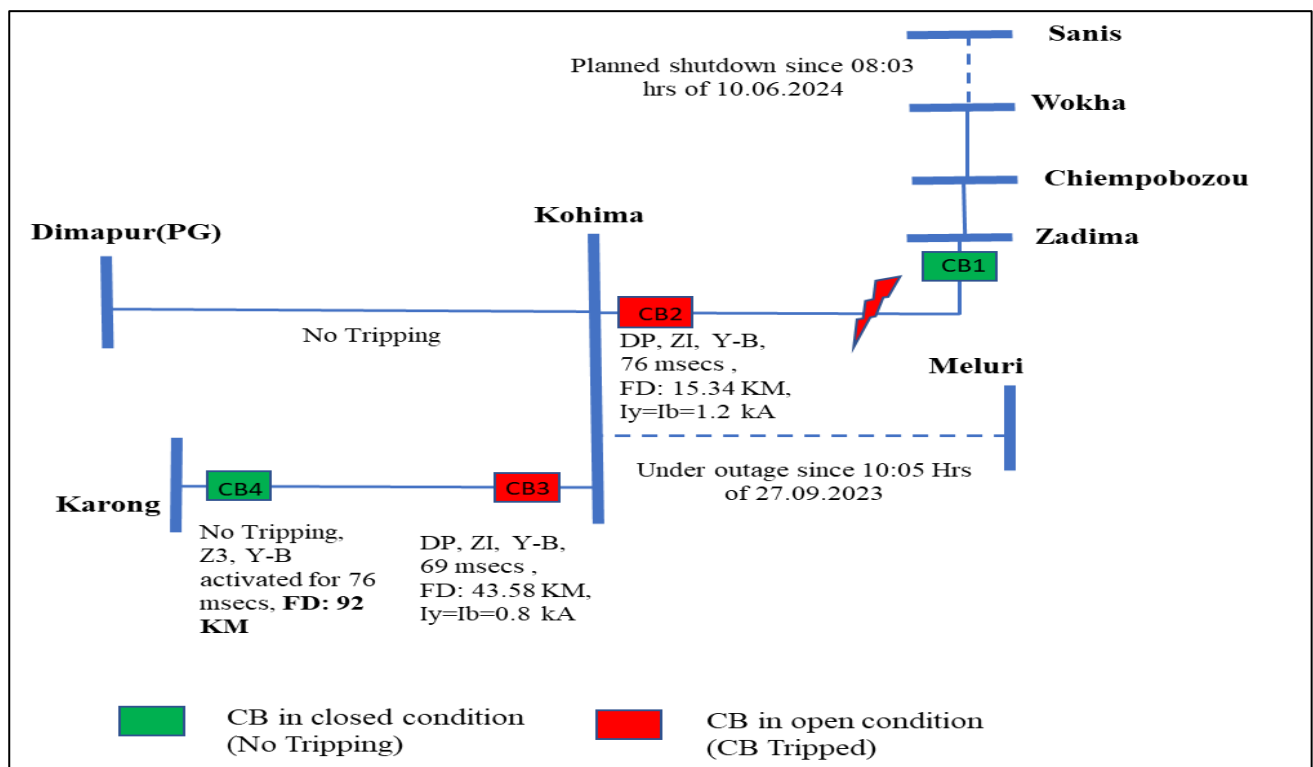 Sanis
Planned shutdown since 08:03
hrs of 10.06.2024
Wokha
Chiempobozou
Kohima
Dimapur(PG)
Zadima
CB1
No Tripping
CB2
DP, ZI, Y-B,
76 msecs ,
FD: 15.34 KM,
Iy=Ib=1.2 kA
Meluri
Under outage since 10:05 Hrs
of 27.09.2023
CB4
CB3
Karong
No Tripping,
Z3, Y-B
activated for 76
msecs, FD: 92
KM
DP, ZI, Y-B,
69 msecs ,
FD: 43.58 KM,
Iy=Ib=0.8 kA
CB in closed condition
(No Tripping)
CB in open condition
(CB Tripped)